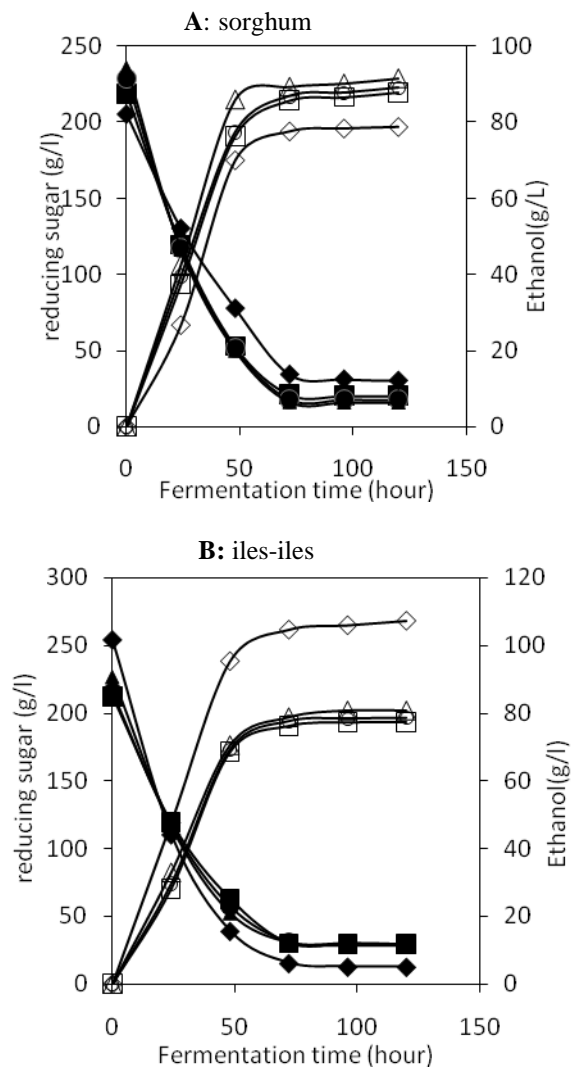 A: sorghum
250
200
150
100
50
0
reducing sugar (g/l)
100
80
60
40
20
0
Ethanol(g/L)
0 50 100 150
Fermentation time (hour)
B: iles-iles
300
250
200
150
100
50
0
reducing sugar (g/l)
120
100
80
60
40
20
0
Ethanol(g/l)
0 50 100 150
Fermentation time (hour)